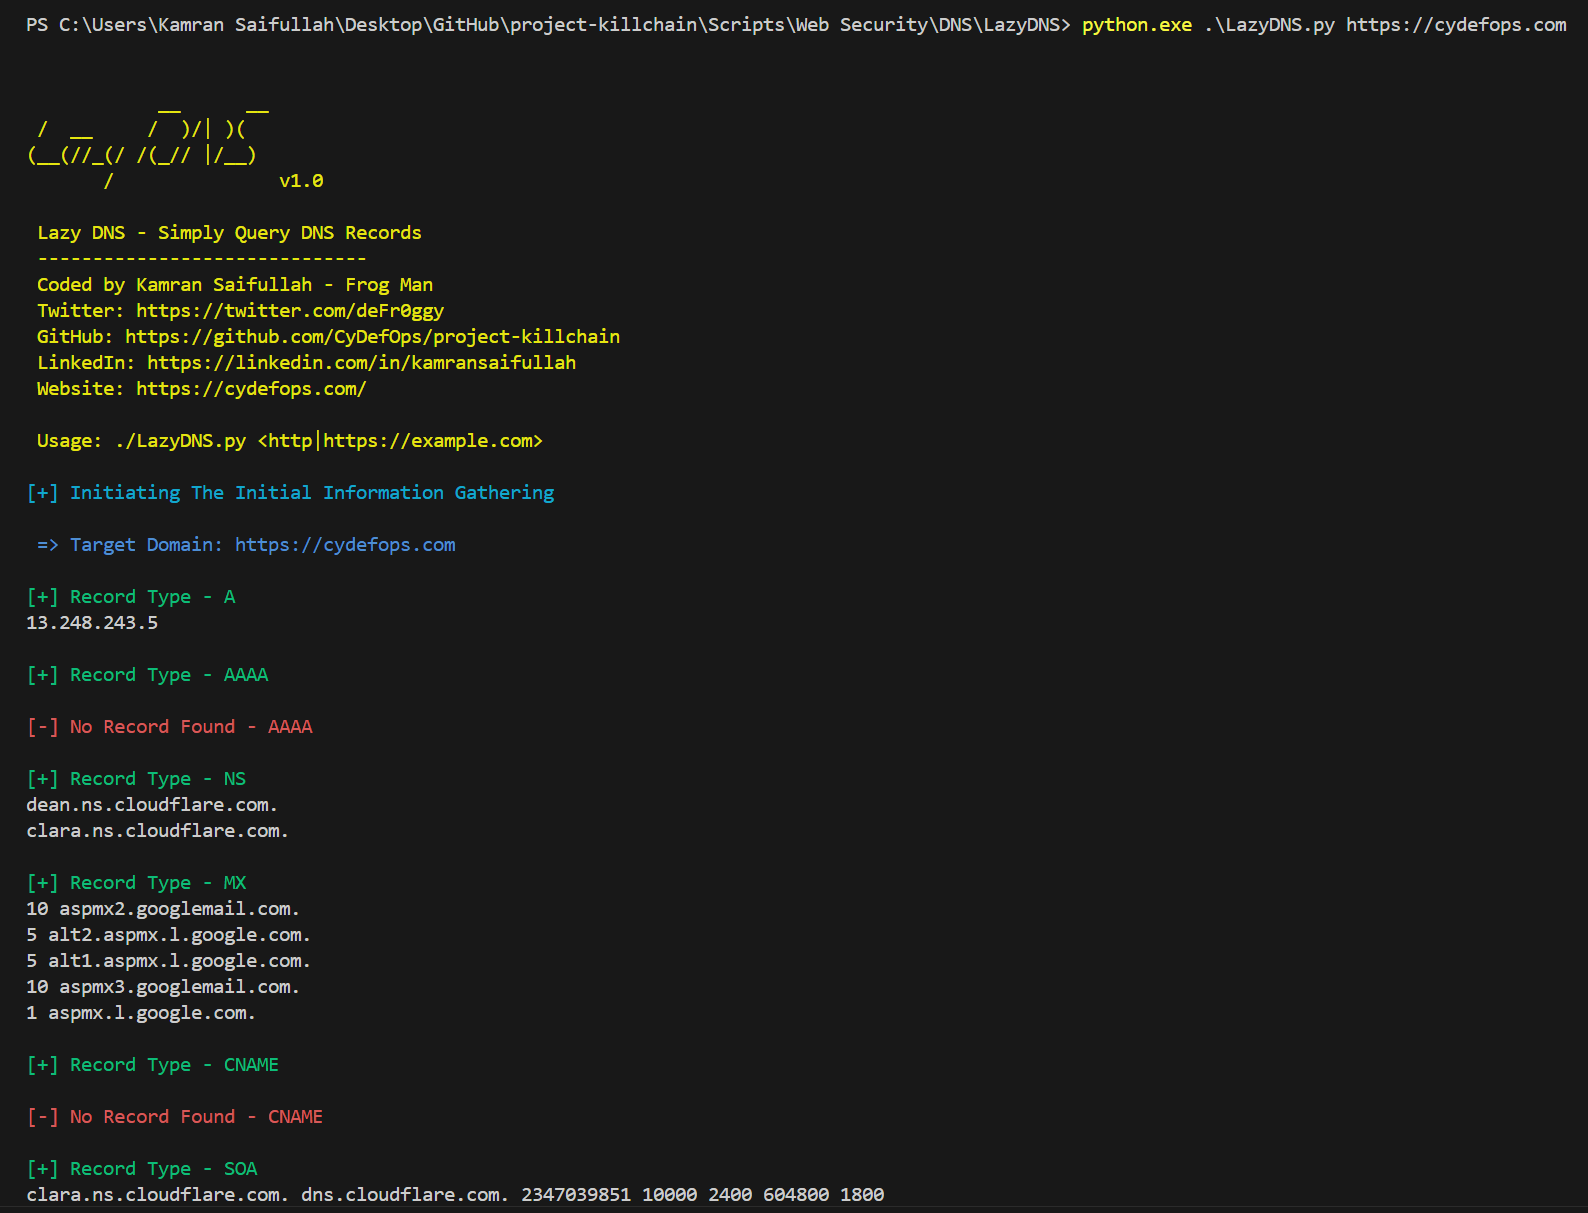 PS C:\Users\Kamran Saifullah\Desktop\GitHub\project-killchain\Scripts\Web Security\DNS\LazyDNS> python.exe .\LazyDNS.py https://cydefops.com
            __      __
 /  __     /  )/| )(
(__(//_(/ /(_// |/__)
       /               v1.0
 Lazy DNS - Simply Query DNS Records
 ------------------------------
 Coded by Kamran Saifullah - Frog Man
 Twitter: https://twitter.com/deFr0ggy
 GitHub: https://github.com/CyDefOps/project-killchain
 LinkedIn: https://linkedin.com/in/kamransaifullah
 Website: https://cydefops.com/
 Usage: ./LazyDNS.py <http|https://example.com>
[+] Initiating The Initial Information Gathering
 => Target Domain: https://cydefops.com
[+] Record Type - A
13.248.243.5
[+] Record Type - AAAA
[-] No Record Found - AAAA
[+] Record Type - NS
dean.ns.cloudflare.com.
clara.ns.cloudflare.com.
[+] Record Type - MX
10 aspmx2.googlemail.com.
5 alt2.aspmx.l.google.com.
5 alt1.aspmx.l.google.com.
10 aspmx3.googlemail.com.
1 aspmx.l.google.com.
[+] Record Type - CNAME
[-] No Record Found - CNAME
[+] Record Type - SOA
clara.ns.cloudflare.com. dns.cloudflare.com. 2347039851 10000 2400 604800 1800